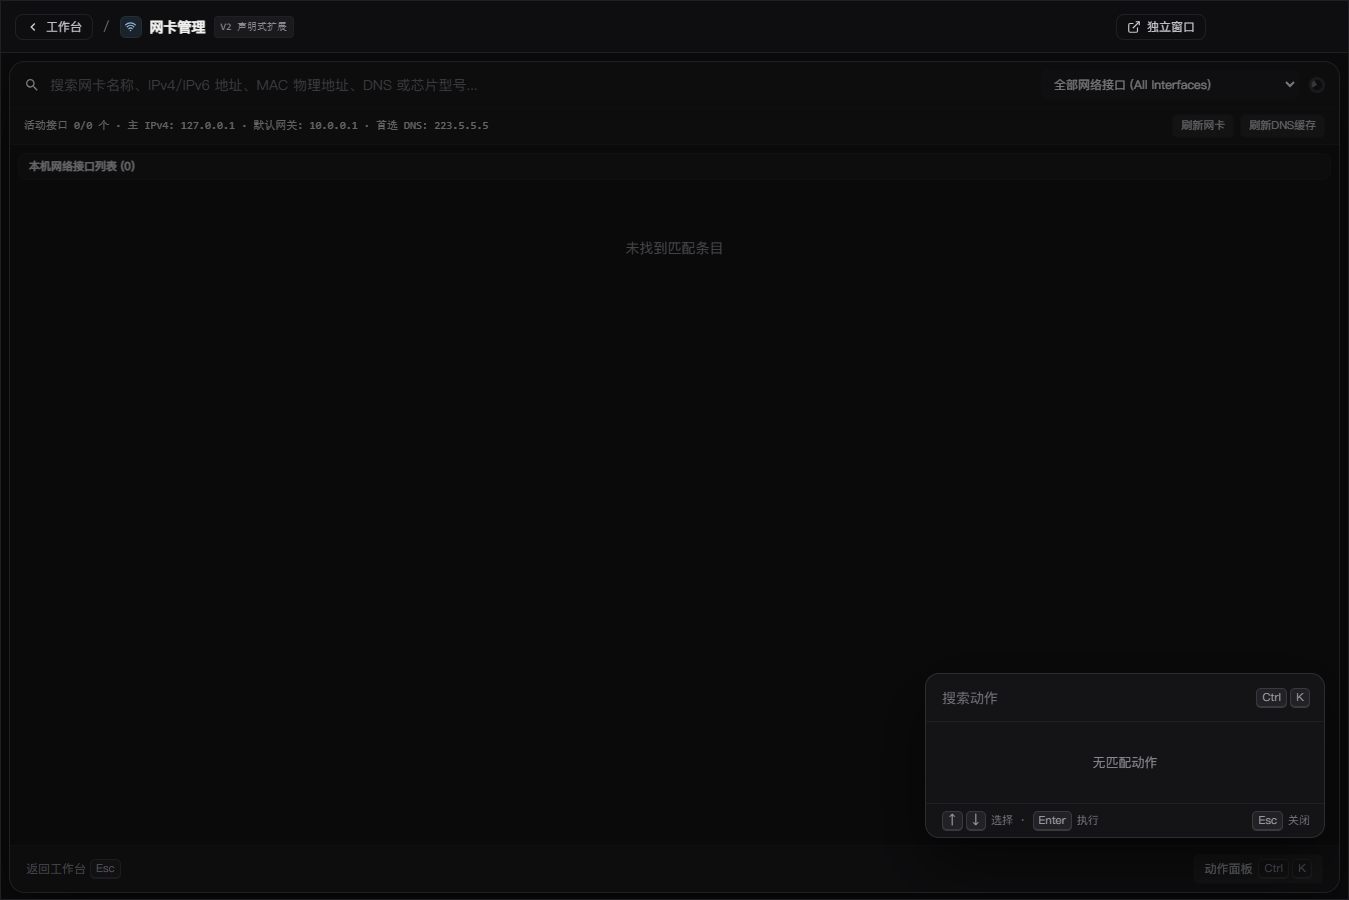 工作台 / 网卡管理 V2 声明式扩展 独立窗口
搜索网卡名称、IPv4/IPv6 地址、MAC 物理地址、DNS 或芯片型号... 全部网络接口 (All Interfaces)
活动接口 0/0 个 · 主 IPv4: 127.0.0.1 · 默认网关: 10.0.0.1 · 首选 DNS: 223.5.5.5 刷新网卡 刷新DNS缓存
本机网络接口列表 (0)
未找到匹配条目
搜索动作 Ctrl K
无匹配动作
↑ ↓ 选择 · Enter 执行 Esc 关闭
返回工作台 Esc 动作面板 Ctrl K